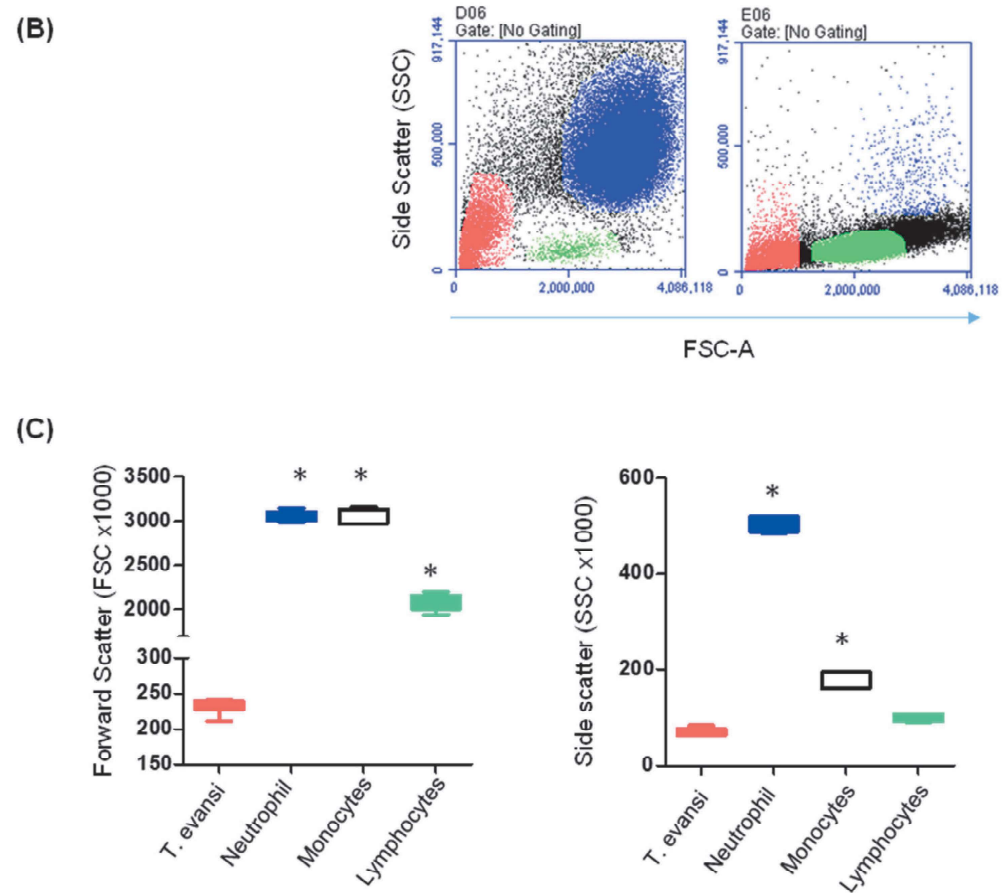 (B)
D06
Gate: [No Gating]
E06
Gate: [No Gating]
Side Scatter (SSC)
917,144
500,000
0
0
2,000,000
4,086,118
917,144
500,000
0
0
2,000,000
4,086,118
FSC-A
(C)
Forward Scatter (FSC x1000)
3500
3000
2500
2000
300
250
200
150
*
*
*
T. evansi
Neutrophil
Monocytes
Lymphocytes
Side scatter (SSC x1000)
600
400
200
0
*
*
T. evansi
Neutrophil
Monocytes
Lymphocytes